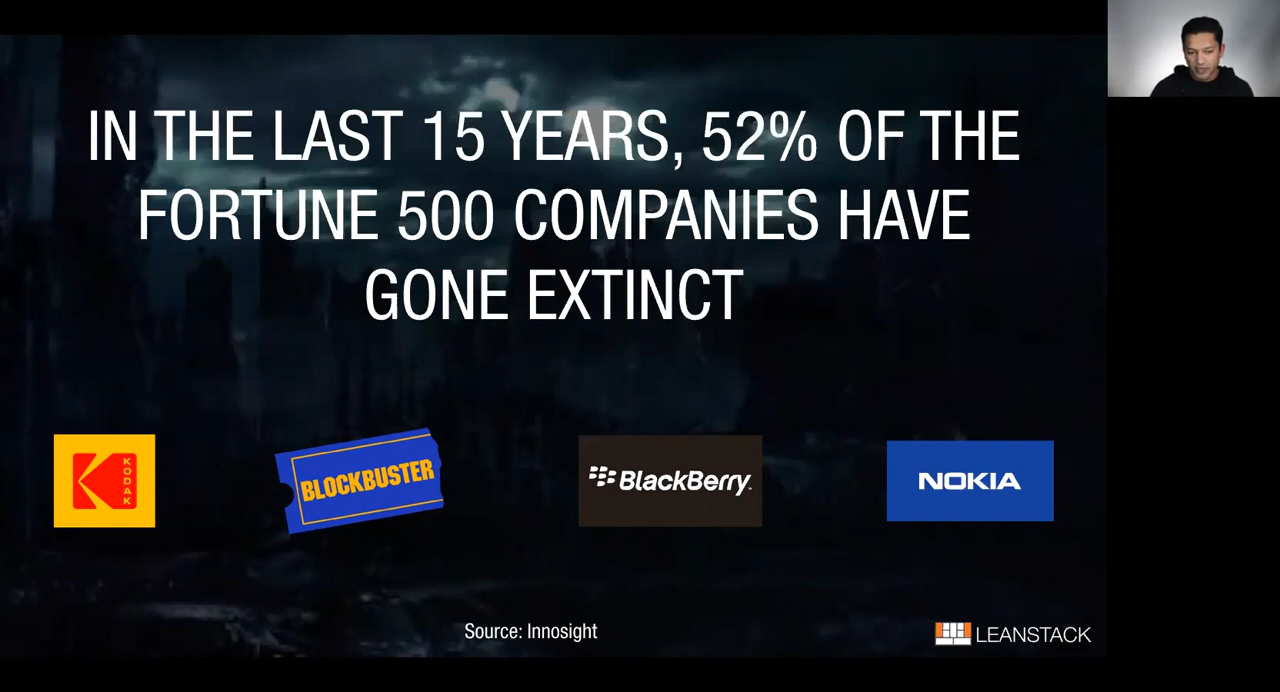 IN THE LAST 15 YEARS, 52% OF THE
FORTUNE 500 COMPANIES HAVE
GONE EXTINCT
KODAK
BLOCKBUSTER
BlackBerry
NOKIA
Source: Innosight
LEANSTACK